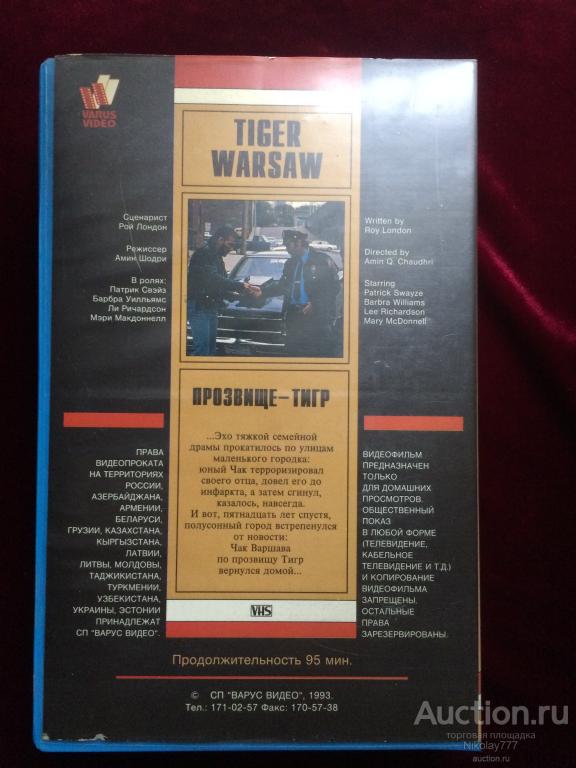 VARUS
VIDEO
TIGER
WARSAW
Сценарист
Рой Лондон
Режиссер
Амин Шодри
В ролях:
Патрик Свэйз
Барбра Уилльямс
Ли Ричардсон
Мэри Макдоннелл
Written by
Roy London
Directed by
Amin Q. Chaudhri
Starring
Patrick Swayze
Barbra Williams
Lee Richardson
Mary McDonnell
ПРОЗВИЩЕ–ТИГР
...Эхо тяжкой семейной
драмы прокатилось по улицам
маленького городка:
юный Чак терроризировал
своего отца, довел его до
инфаркта, а затем сгинул,
казалось, навсегда.
И вот, пятнадцать лет спустя,
полусонный город встрепенулся
от новости:
Чак Варшава
по прозвищу Тигр
вернулся домой...
ПРАВА
ВИДЕОПРОКАТА
НА ТЕРРИТОРИЯХ
РОССИИ,
АЗЕРБАЙДЖАНА,
АРМЕНИИ,
БЕЛАРУСИ,
ГРУЗИИ, КАЗАХСТАНА,
КЫРГЫЗСТАНА,
ЛАТВИИ,
ЛИТВЫ, МОЛДОВЫ,
ТАДЖИКИСТАНА,
ТУРКМЕНИИ,
УЗБЕКИСТАНА,
УКРАИНЫ, ЭСТОНИИ
ПРИНАДЛЕЖАТ
СП "ВАРУС ВИДЕО".
ВИДЕОФИЛЬМ
ПРЕДНАЗНАЧЕН
ТОЛЬКО
ДЛЯ ДОМАШНИХ
ПРОСМОТРОВ.
ОБЩЕСТВЕННЫЙ
ПОКАЗ
В ЛЮБОЙ ФОРМЕ
(ТЕЛЕВИДЕНИЕ,
КАБЕЛЬНОЕ
ТЕЛЕВИДЕНИЕ И Т.Д.)
И КОПИРОВАНИЕ
ВИДЕОФИЛЬМА
ЗАПРЕЩЕНЫ.
ОСТАЛЬНЫЕ
ПРАВА
ЗАРЕЗЕРВИРОВАНЫ.
VHS
Продолжительность 95 мин.
© СП "ВАРУС ВИДЕО", 1993.
Тел.: 171-02-57 Факс: 170-57-38
Auction.ru
торговая площадка
Nikolay777
auction.ru